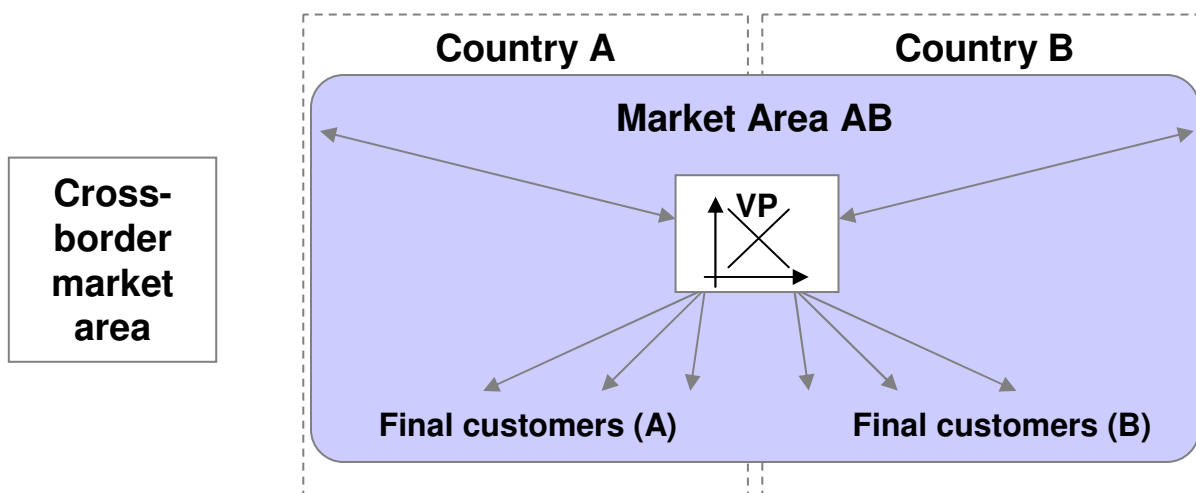 Country A
Country B
Market Area AB
Cross-
border
market
area
VP
Final customers (A)
Final customers (B)